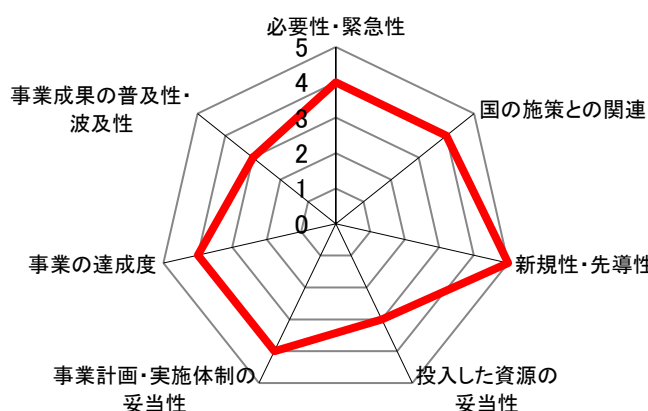 必要性・緊急性
5
4
3
2
1
0
国の施策との関連
新規性・先導性
投入した資源の
妥当性
事業計画・実施体制の
妥当性
事業の達成度
事業成果の普及性・
波及性